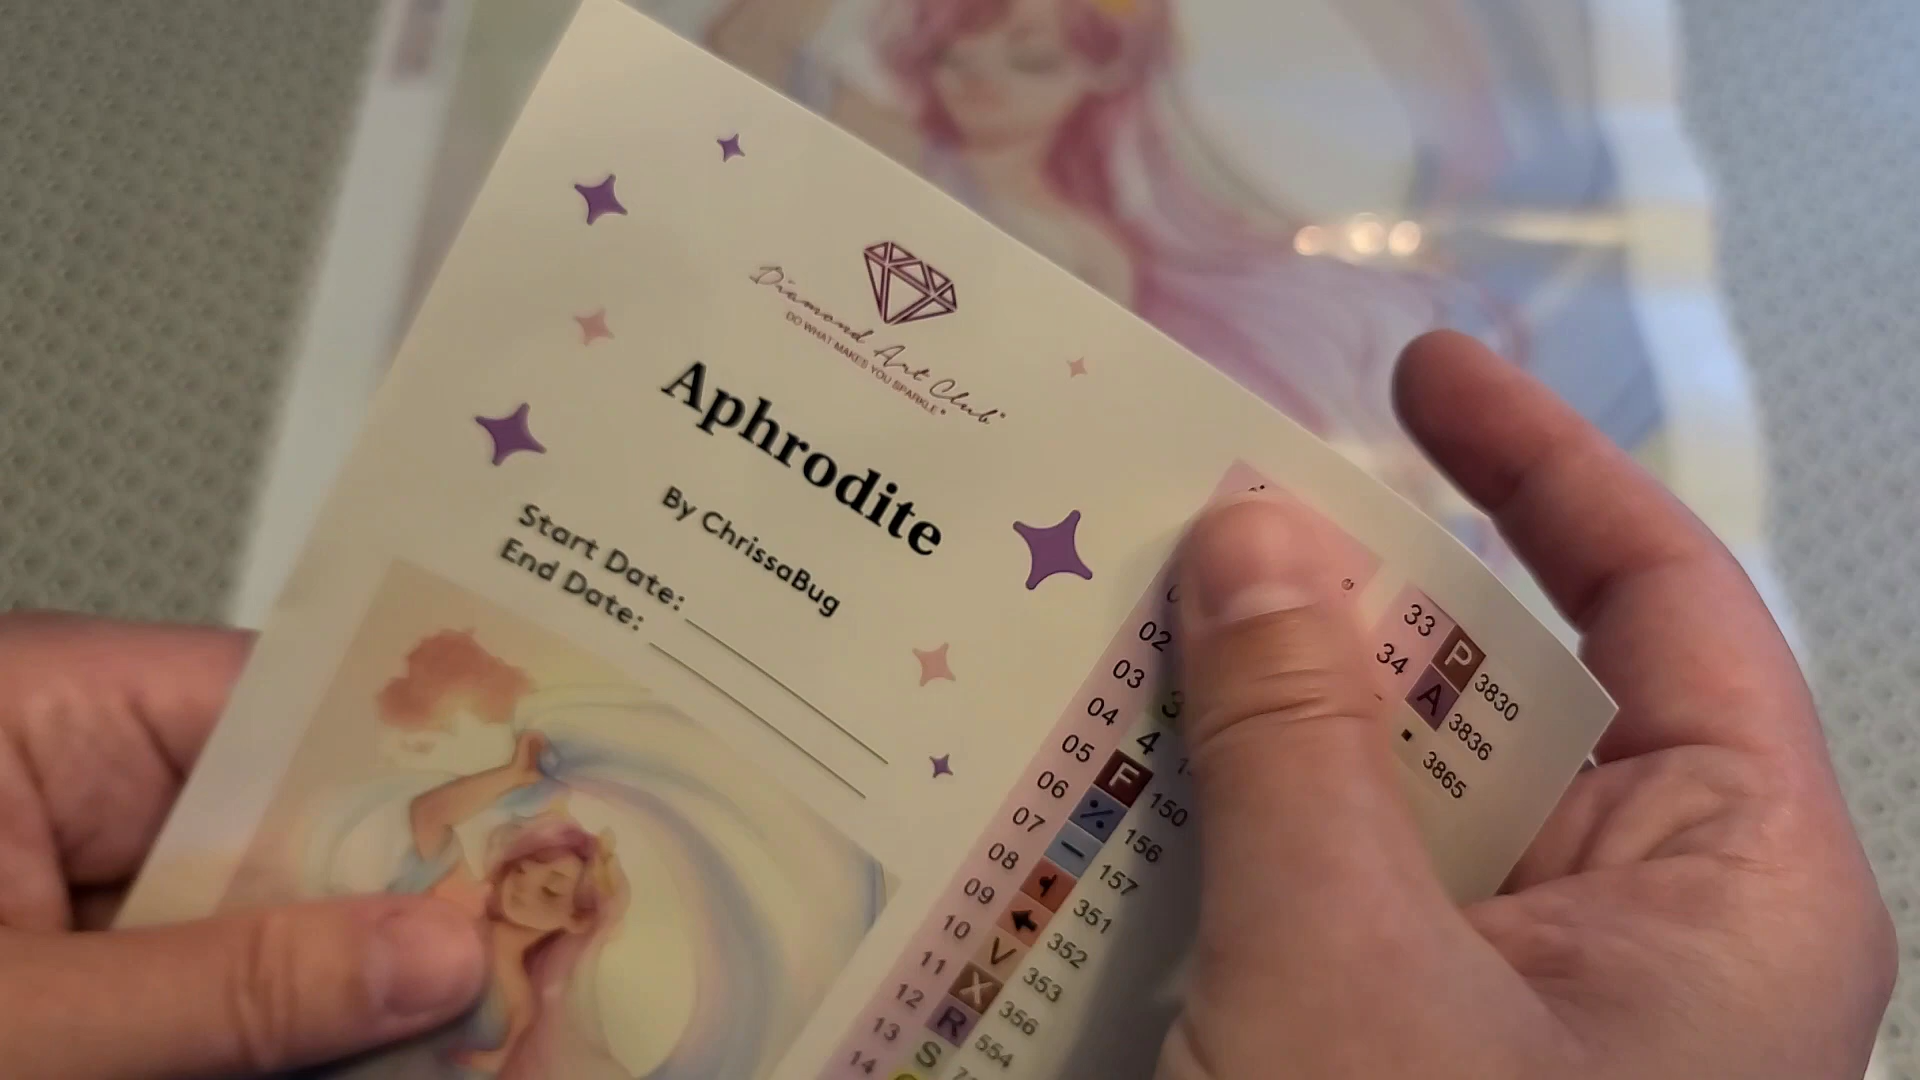 Diamond Art Club
DO WHAT MAKES YOU SPARKLE
Aphrodite
By ChrissaBug
Start Date:
End Date:
02
03 3
04 4
05 F 150
06 % 156
07 - 157
08 351
09 352
10 V 353
11 X 356
12 R 554
13 S
14
33 P 3830
34 A 3836
3865